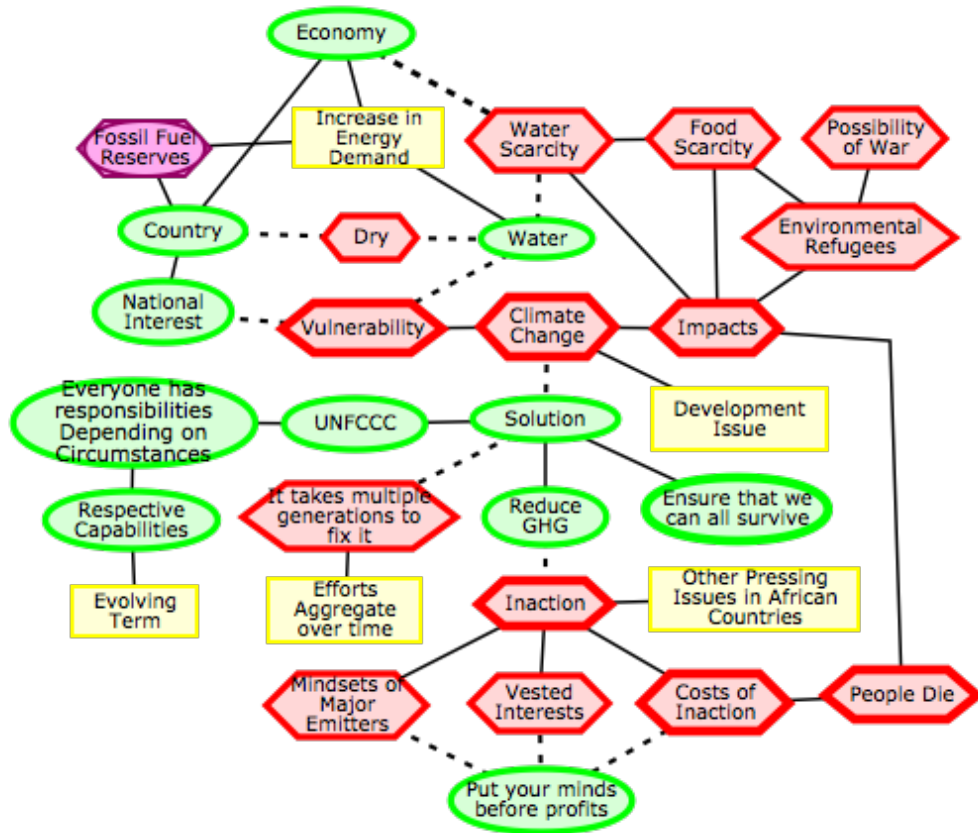 Economy
Fossil Fuel
Reserves
Increase in
Energy
Demand
Water
Scarcity
Food
Scarcity
Possibility
of War
Country
Dry
Water
Environmental
Refugees
National
Interest
Vulnerability
Climate
Change
Impacts
Everyone has
responsibilities
Depending on
Circumstances
UNFCCC
Solution
Development
Issue
Respective
Capabilities
It takes multiple
generations to
fix it
Reduce
GHG
Ensure that we
can all survive
Evolving
Term
Efforts
Aggregate
over time
Inaction
Other Pressing
Issues in African
Countries
Mindsets of
Major
Emitters
Vested
Interests
Costs of
Inaction
People Die
Put your minds
before profits